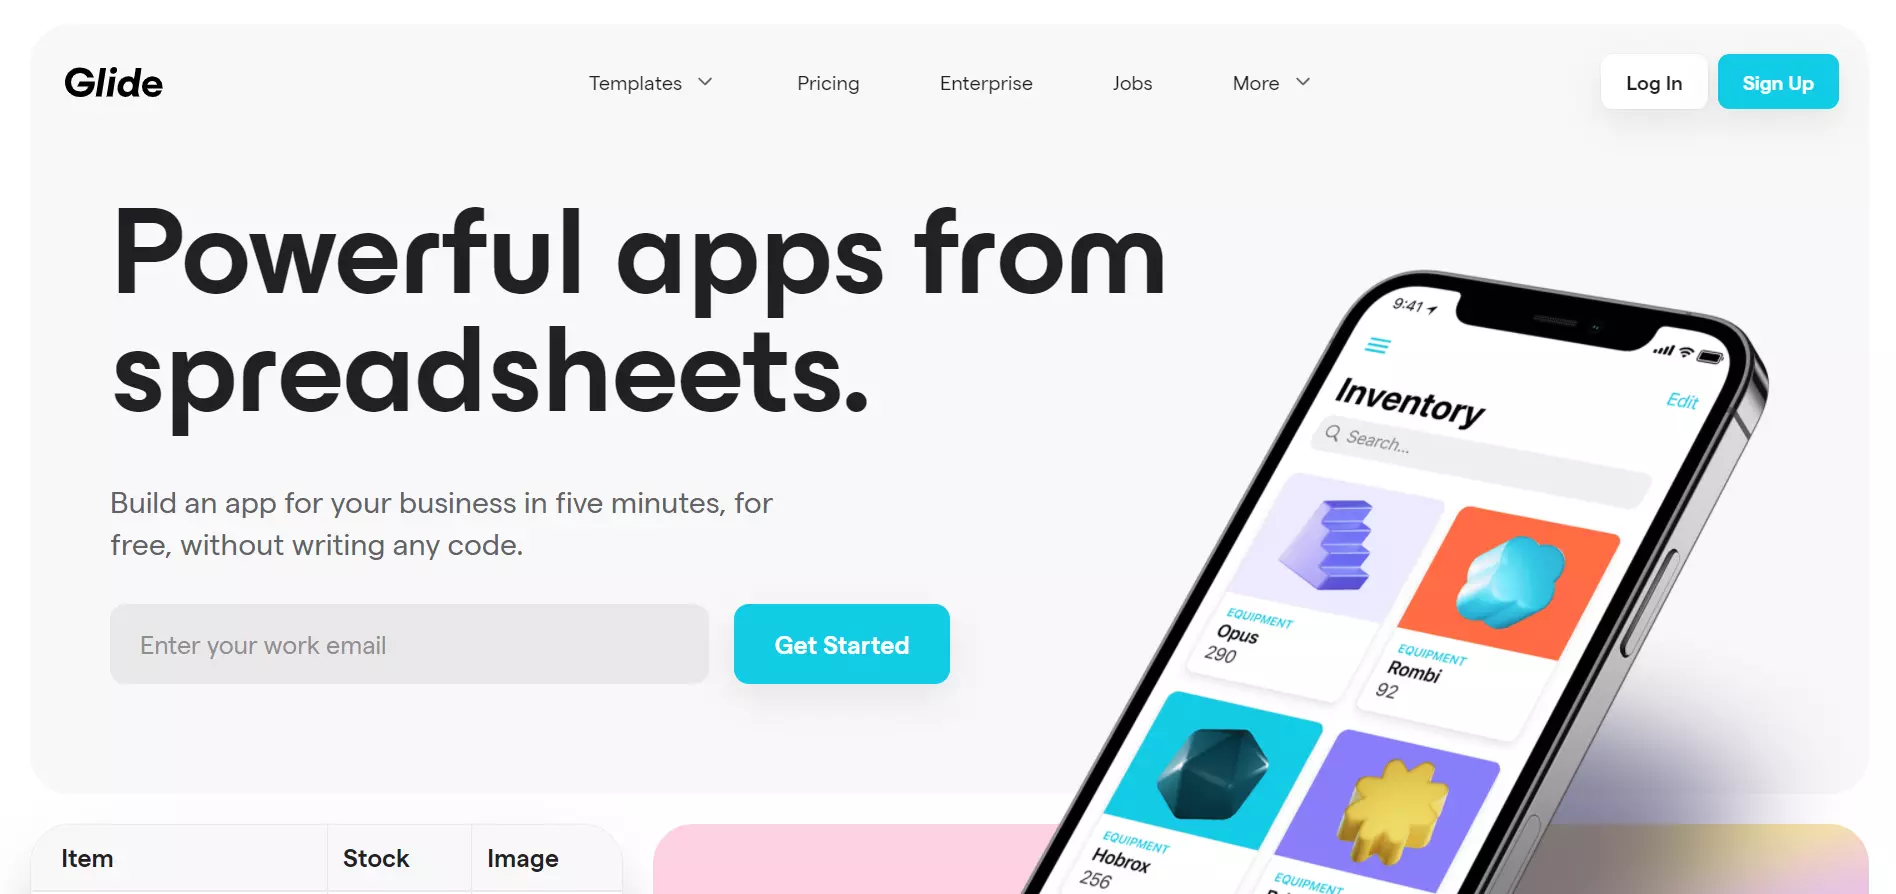 Glide
Templates
Pricing
Enterprise
Jobs
More
Log In
Sign Up
Powerful apps from
spreadsheets.
Build an app for your business in five minutes, for
free, without writing any code.
Enter your work email
Get Started
9:41
Edit
Inventory
Search...
EQUIPMENT
Opus
290
EQUIPMENT
Rombi
92
EQUIPMENT
Hobrox
256
EQUIPMENT
Item
Stock
Image